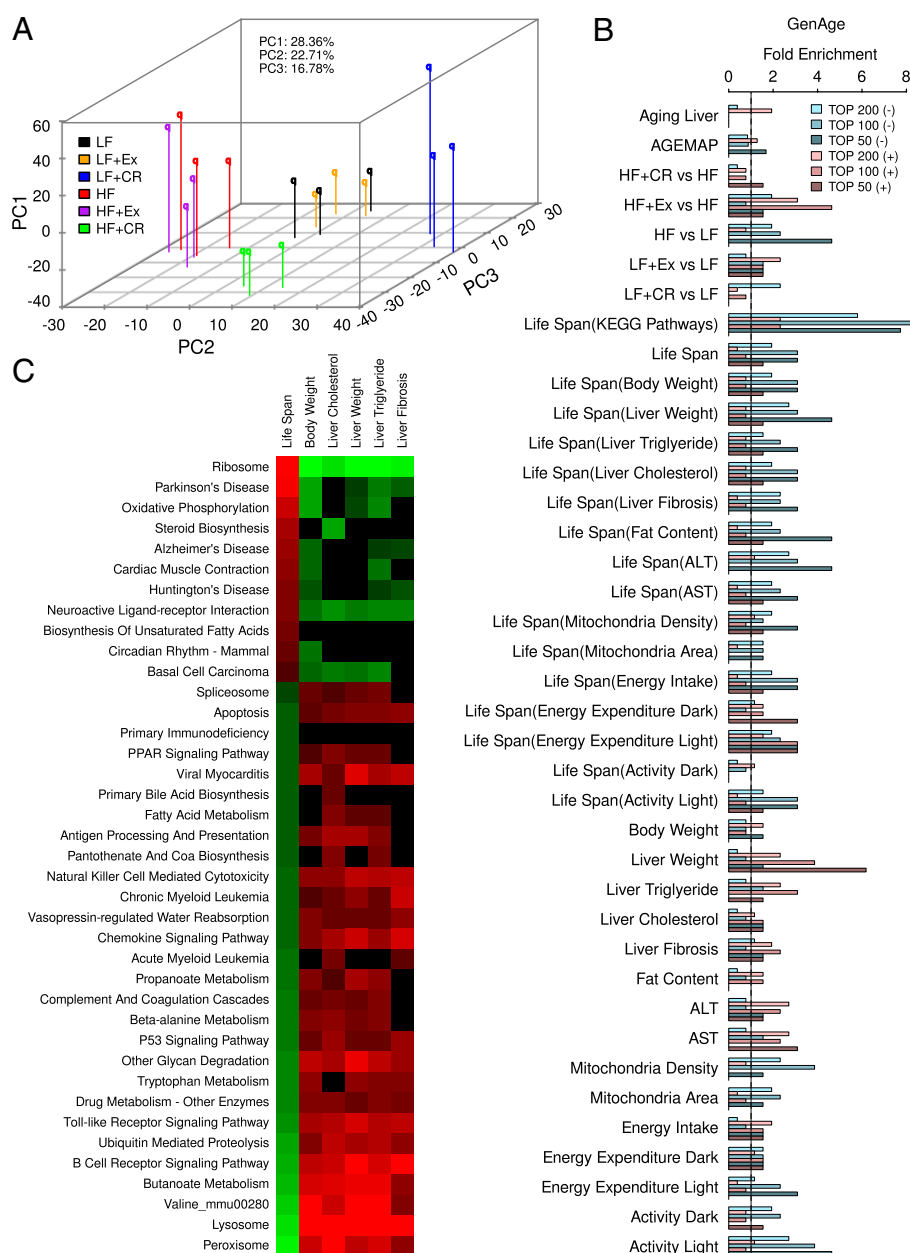 A
PC1: 28.36%
PC2: 22.71%
PC3: 16.78%
LF
LF+Ex
LF+CR
HF
HF+Ex
HF+CR
PC1
60
40
20
0
-20
-40
-30
-20
-10
0
10
20
30
40
PC2
-40
-30
-20
-10
0
10
20
30
PC3
B
GenAge
Fold Enrichment
0 2 4 6 8
TOP 200 (-)
TOP 100 (-)
TOP 50 (-)
TOP 200 (+)
TOP 100 (+)
TOP 50 (+)
Aging Liver
AGEMAP
HF+CR vs HF
HF+Ex vs HF
HF vs LF
LF+Ex vs LF
LF+CR vs LF
Life Span(KEGG Pathways)
Life Span
Life Span(Body Weight)
Life Span(Liver Weight)
Life Span(Liver Triglyeride)
Life Span(Liver Cholesterol)
Life Span(Liver Fibrosis)
Life Span(Fat Content)
Life Span(ALT)
Life Span(AST)
Life Span(Mitochondria Density)
Life Span(Mitochondria Area)
Life Span(Energy Intake)
Life Span(Energy Expenditure Dark)
Life Span(Energy Expenditure Light)
Life Span(Activity Dark)
Life Span(Activity Light)
Body Weight
Liver Weight
Liver Triglyeride
Liver Cholesterol
Liver Fibrosis
Fat Content
ALT
AST
Mitochondria Density
Mitochondria Area
Energy Intake
Energy Expenditure Dark
Energy Expenditure Light
Activity Dark
Activity Light
C
Life Span
Body Weight
Liver Cholesterol
Liver Weight
Liver Triglyeride
Liver Fibrosis
Ribosome
Parkinson's Disease
Oxidative Phosphorylation
Steroid Biosynthesis
Alzheimer's Disease
Cardiac Muscle Contraction
Huntington's Disease
Neuroactive Ligand-receptor Interaction
Biosynthesis Of Unsaturated Fatty Acids
Circadian Rhythm - Mammal
Basal Cell Carcinoma
Spliceosome
Apoptosis
Primary Immunodeficiency
PPAR Signaling Pathway
Viral Myocarditis
Primary Bile Acid Biosynthesis
Fatty Acid Metabolism
Antigen Processing And Presentation
Pantothenate And Coa Biosynthesis
Natural Killer Cell Mediated Cytotoxicity
Chronic Myeloid Leukemia
Vasopressin-regulated Water Reabsorption
Chemokine Signaling Pathway
Acute Myeloid Leukemia
Propanoate Metabolism
Complement And Coagulation Cascades
Beta-alanine Metabolism
P53 Signaling Pathway
Other Glycan Degradation
Tryptophan Metabolism
Drug Metabolism - Other Enzymes
Toll-like Receptor Signaling Pathway
Ubiquitin Mediated Proteolysis
B Cell Receptor Signaling Pathway
Butanoate Metabolism
Valine_mmu00280
Lysosome
Peroxisome